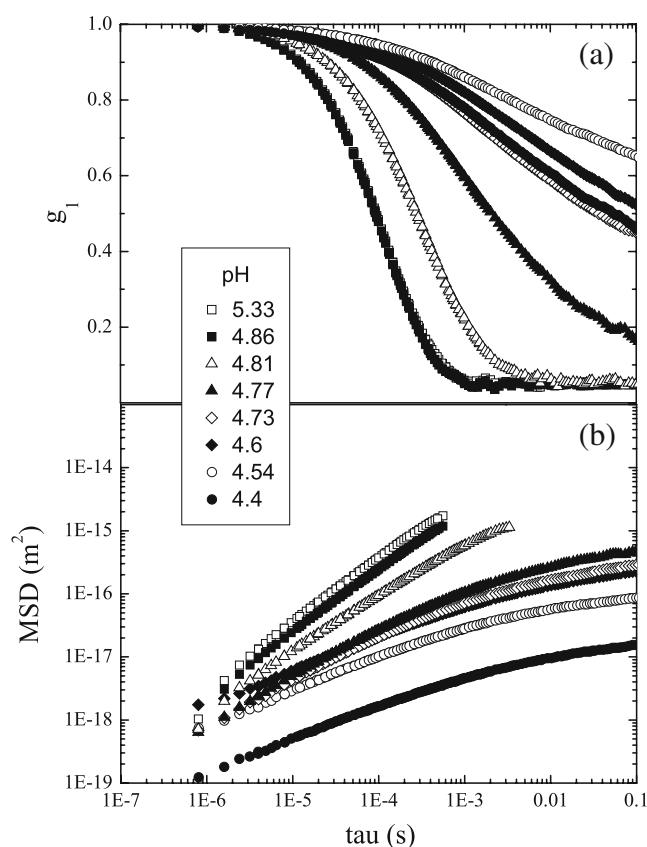 1.0
(a)
0.8
0.6
g₁
0.4
0.2
pH
5.33
4.86
4.81
4.77
4.73
4.6
4.54
4.4
(b)
1E-14
1E-15
MSD (m²)
1E-16
1E-17
1E-18
1E-19
1E-7 1E-6 1E-5 1E-4 1E-3 0.01 0.1
tau (s)